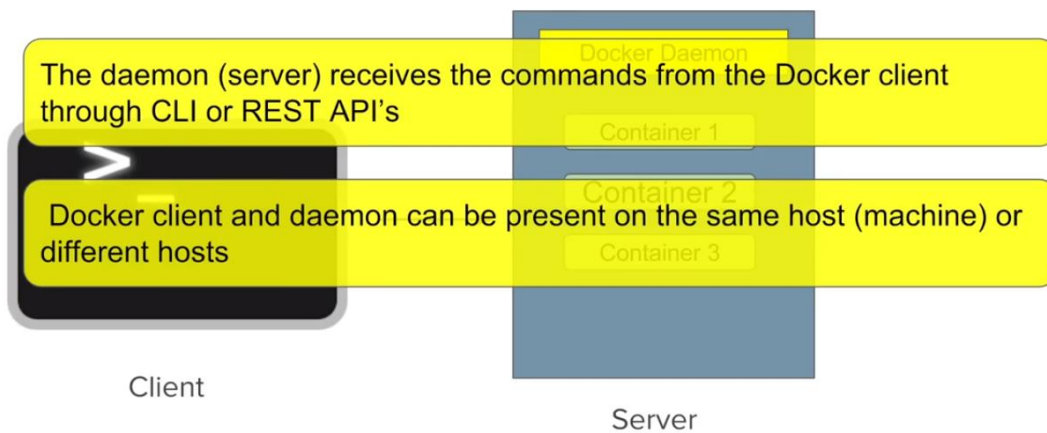 Docker Daemon
The daemon (server) receives the commands from the Docker client
through CLI or REST API’s
Container 1
>_
Container 2
Docker client and daemon can be present on the same host (machine) or
different hosts
Container 3
Client
Server